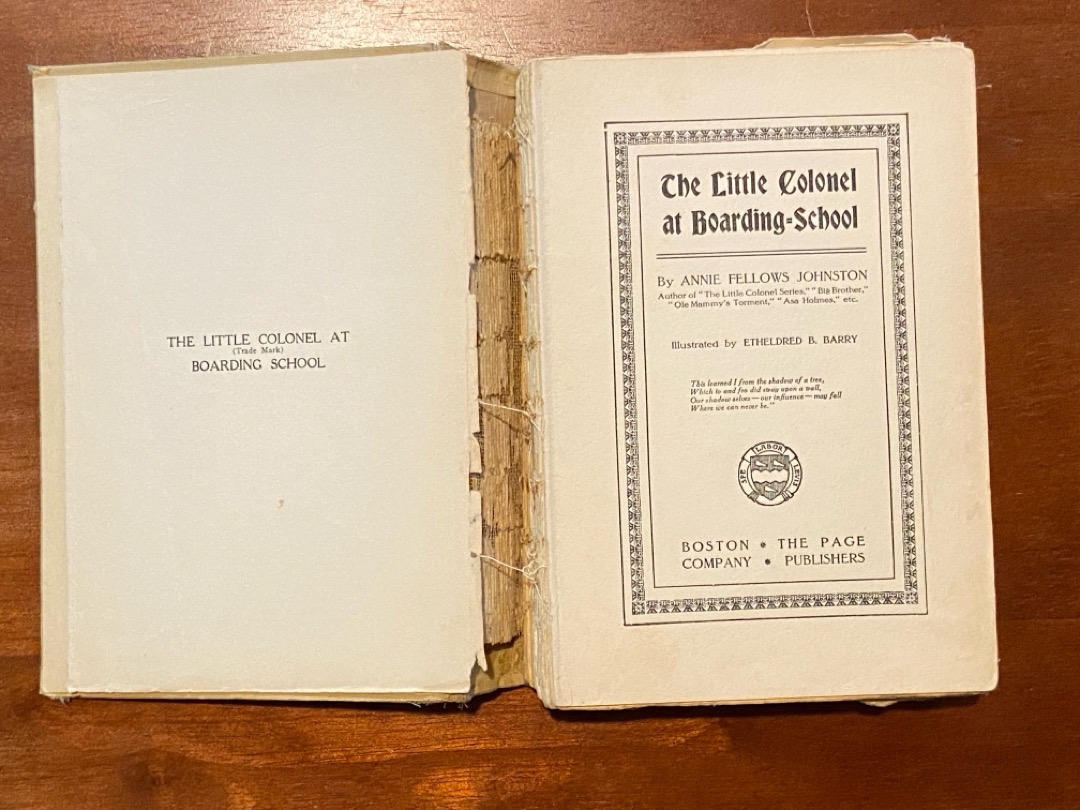 THE LITTLE COLONEL AT
(Trade Mark)
BOARDING SCHOOL
The Little Colonel
at Boarding-School
By ANNIE FELLOWS JOHNSTON
Author of "The Little Colonel Series," "Big Brother,"
"Ole Mammy's Torment," "Asa Holmes," etc.
Illustrated by ETHELDRED B. BARRY
This learned I from the shadow of a tree,
Which to and fro did sway upon a wall,
Our shadow selves — our influence — may fall
Where we can never be."
SPE LABOR LEVIS
BOSTON • THE PAGE
COMPANY • PUBLISHERS